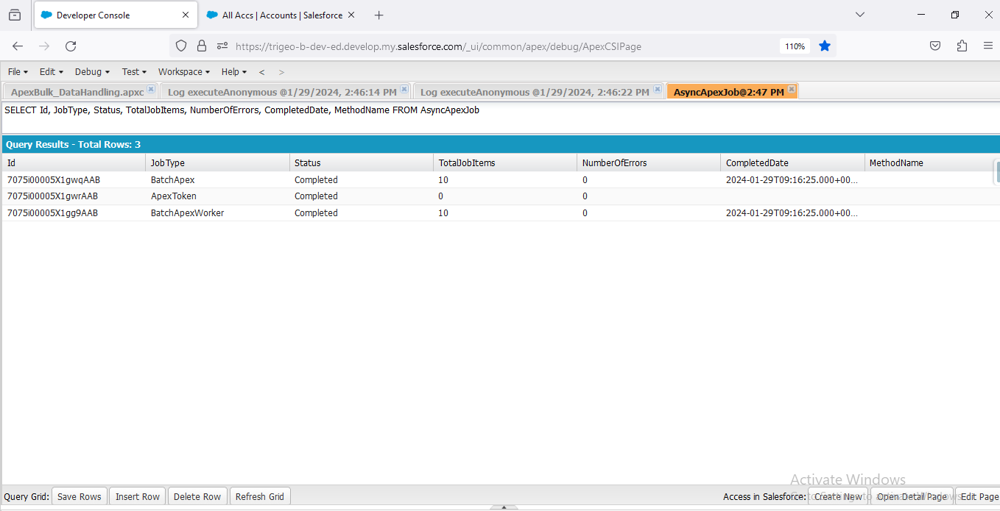 Developer Console
All Accs | Accounts | Salesforce
https://trigeo-b-dev-ed.develop.my.salesforce.com/_ui/common/apex/debug/ApexCSIPage 110%
File Edit Debug Test Workspace Help < >
ApexBulk_DataHandling.apxc Log executeAnonymous @1/29/2024, 2:46:14 PM Log executeAnonymous @1/29/2024, 2:46:22 PM AsyncApexJob@2:47 PM
SELECT Id, JobType, Status, TotalJobItems, NumberOfErrors, CompletedDate, MethodName FROM AsyncApexJob
Query Results - Total Rows: 3
Id JobType Status TotalJobItems NumberOfErrors CompletedDate MethodName
7075i00005X1gwqAAB BatchApex Completed 10 0 2024-01-29T09:16:25.000+00...
7075i00005X1gwrAAB ApexToken Completed 0 0
7075i00005X1gg9AAB BatchApexWorker Completed 10 0 2024-01-29T09:16:25.000+00...
Activate Windows
Go to Settings to activate Windows.
Query Grid: Save Rows Insert Row Delete Row Refresh Grid Access in Salesforce: Create New Open Detail Page Edit Page